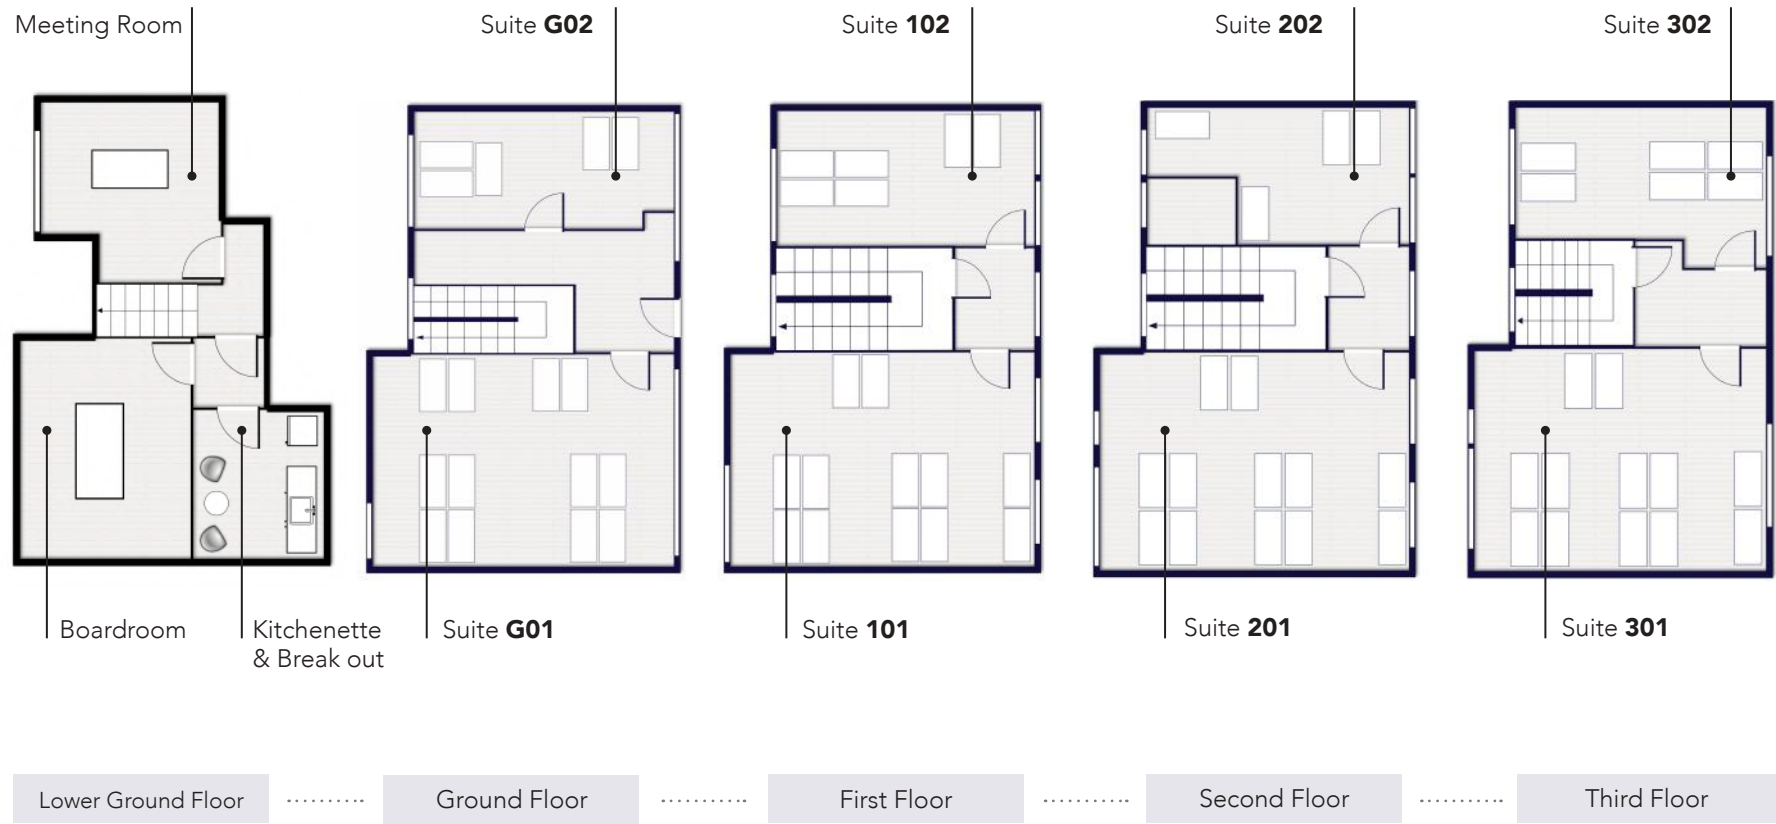 Meeting Room
Suite G02
Suite 102
Suite 202
Suite 302
Boardroom
Kitchenette
& Break out
Suite G01
Suite 101
Suite 201
Suite 301
Lower Ground Floor
Ground Floor
First Floor
Second Floor
Third Floor